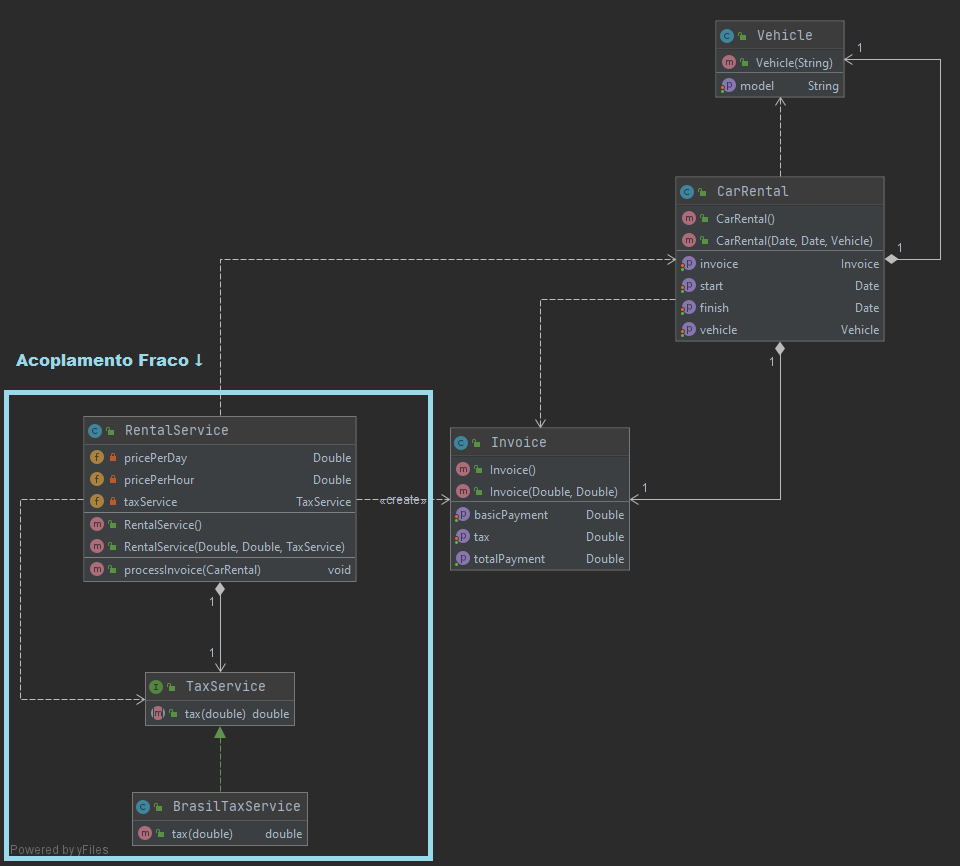 Vehicle
Vehicle(String)
model String
1
CarRental
CarRental()
CarRental(Date, Date, Vehicle)
invoice Invoice
start Date
finish Date
vehicle Vehicle
1
1
Acoplamento Fraco ↓
RentalService
pricePerDay Double
pricePerHour Double
taxService TaxService
RentalService()
RentalService(Double, Double, TaxService)
processInvoice(CarRental) void
«create»
Invoice
Invoice()
Invoice(Double, Double)
basicPayment Double
tax Double
totalPayment Double
1
1
1
TaxService
tax(double) double
BrasilTaxService
tax(double) double
Powered by yFiles